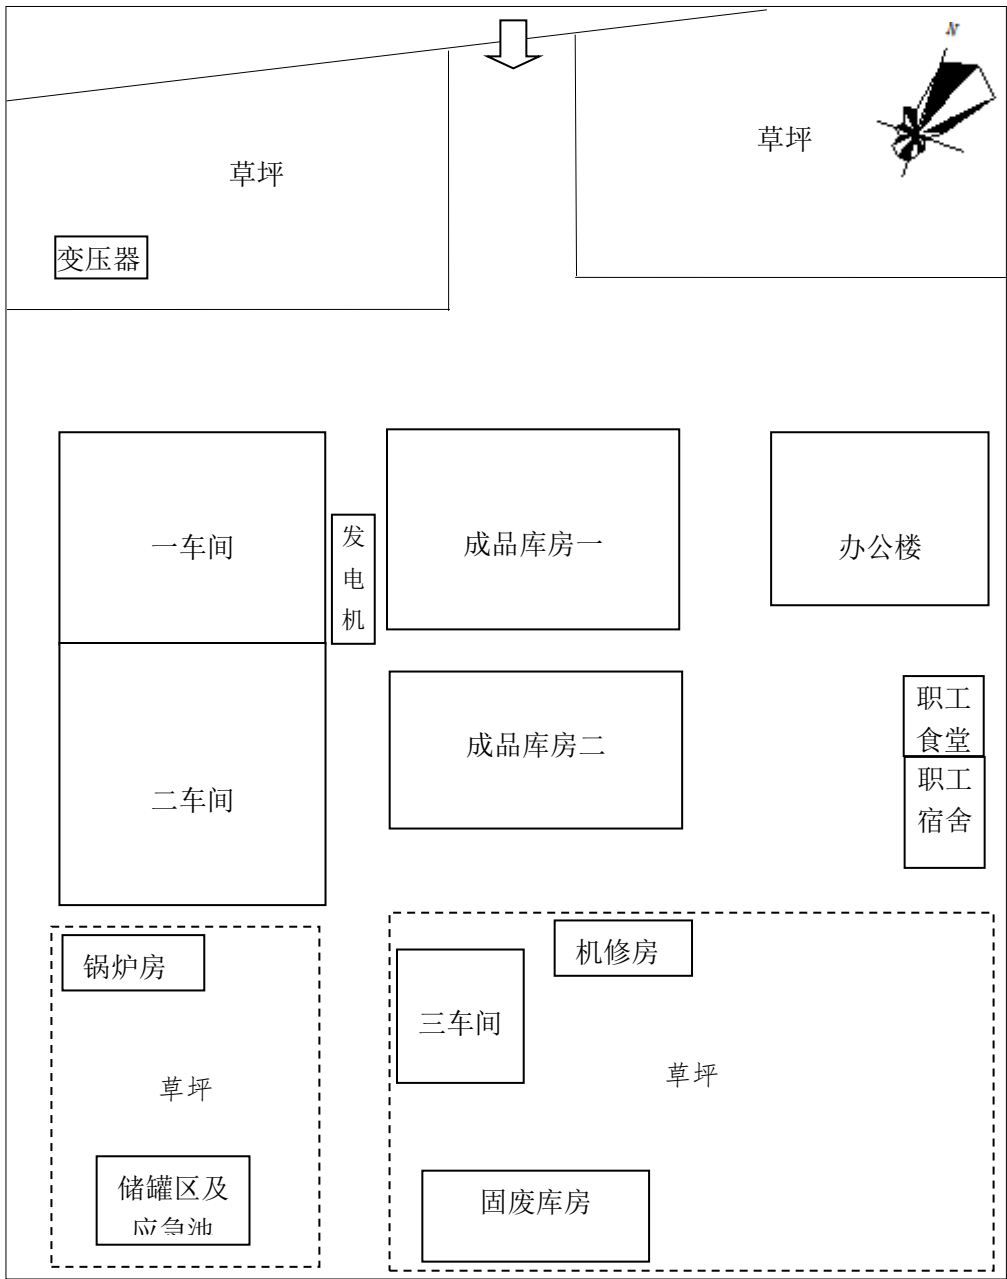 N
草坪
草坪
变压器
一车间
发
电
机
成品库房一
办公楼
二车间
成品库房二
职工
食堂
职工
宿舍
锅炉房
草坪
储罐区及
应急池
三车间
机修房
草坪
固废库房